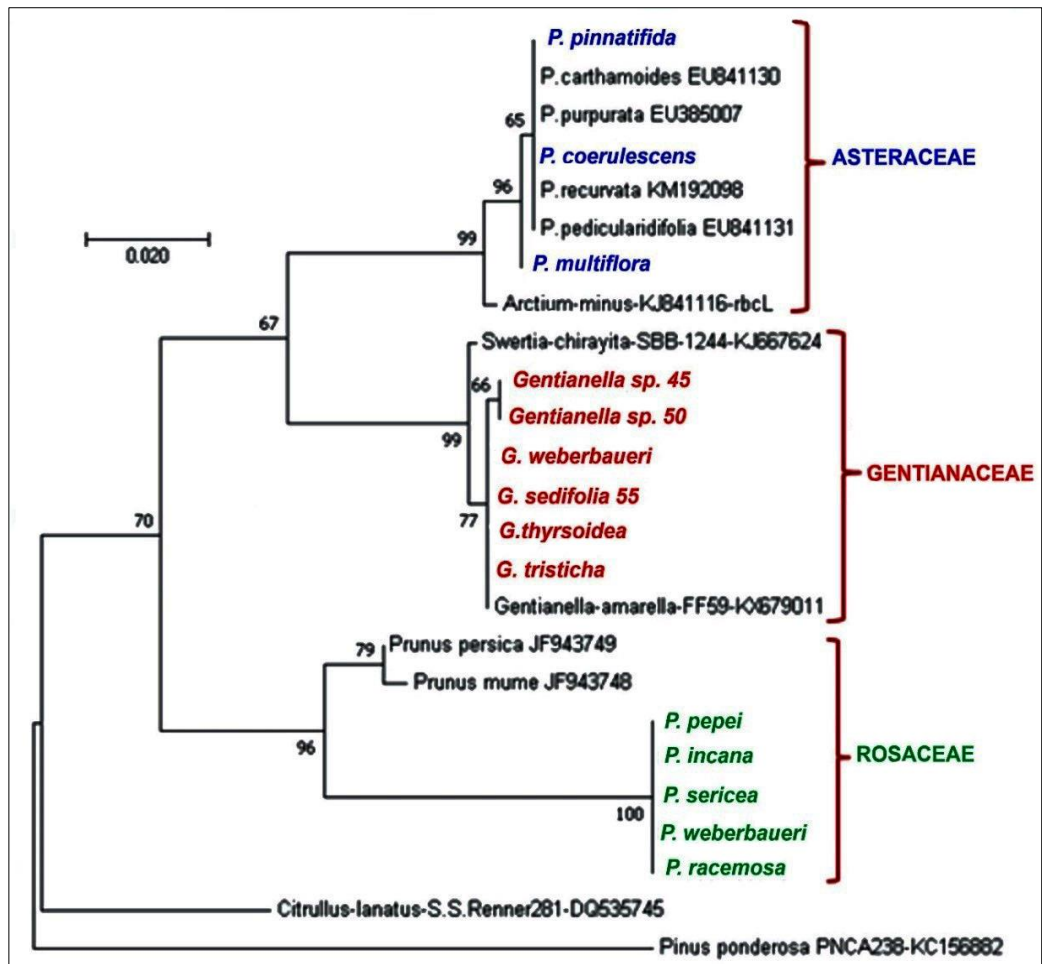 P. pinnatifida
P.carthamoides EU841130
P.purpurata EU385007
65
P. coerulescens
ASTERACEAE
96
P.recurvata KM192098
P.pedicularidifolia EU841131
99
P. multiflora
0.020
Arctium-minus-KJ841116-rbcL
67
Swertia-chirayita-SBB-1244-KJ667624
66
Gentianella sp. 45
Gentianella sp. 50
99
G. weberbaueri
GENTIANACEAE
G. sedifolia 55
70
77
G.thyrsoidea
G. tristicha
Gentianella-amarella-FF59-KX679011
79
Prunus persica JF943749
Prunus mume JF943748
P. pepei
96
P. incana
ROSACEAE
P. sericea
100
P. weberbaueri
P. racemosa
Citrullus-lanatus-S.S.Renner281-DQ535745
Pinus ponderosa PNCA238-KC156882